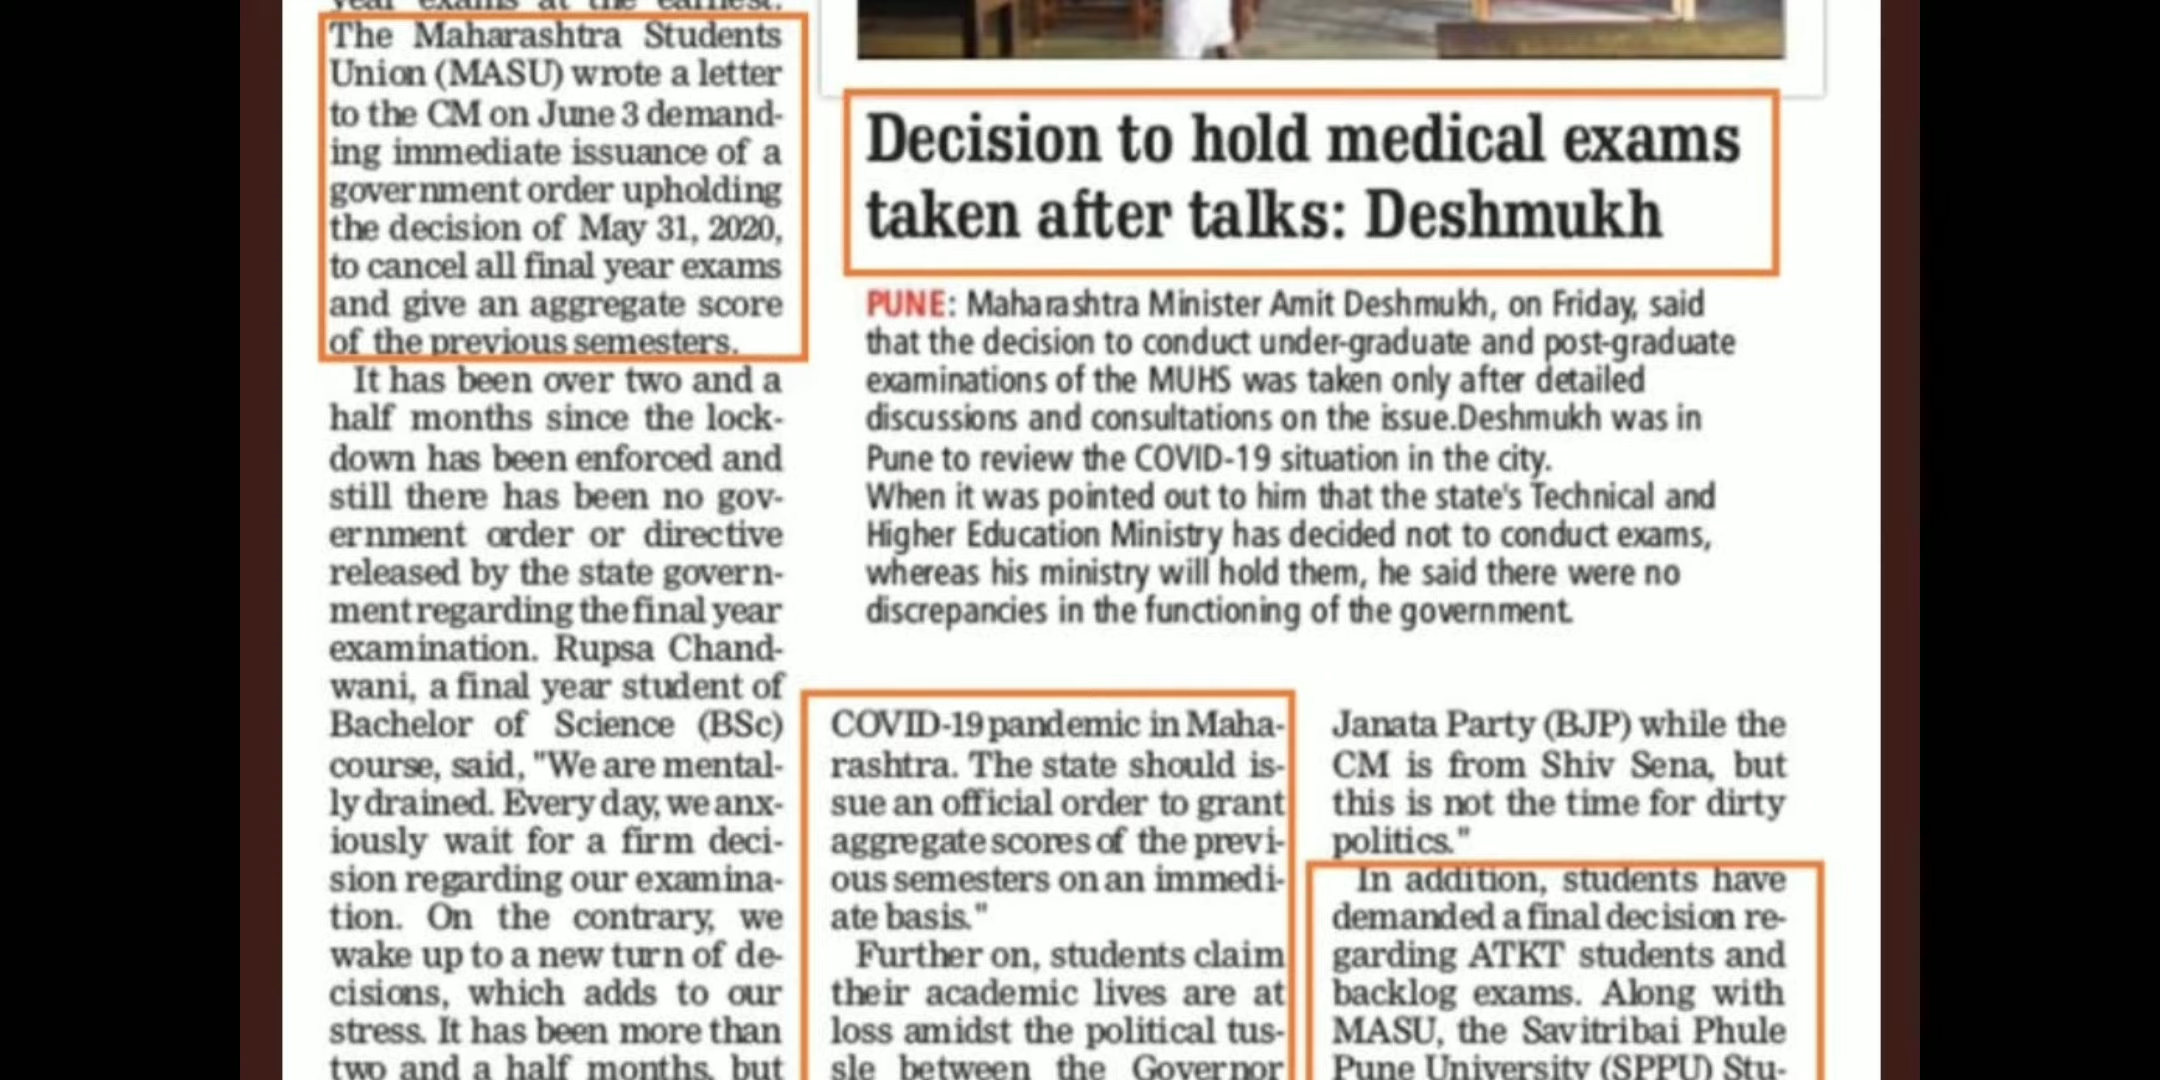 year exams at the earliest.
The Maharashtra Students
Union (MASU) wrote a letter
to the CM on June 3 demand-
ing immediate issuance of a
government order upholding
the decision of May 31, 2020,
to cancel all final year exams
and give an aggregate score
of the previous semesters.
It has been over two and a
half months since the lock-
down has been enforced and
still there has been no gov-
ernment order or directive
released by the state govern-
ment regarding the final year
examination. Rupsa Chand-
wani, a final year student of
Bachelor of Science (BSc)
course, said, "We are mental-
ly drained. Every day, we anx-
iously wait for a firm deci-
sion regarding our examina-
tion. On the contrary, we
wake up to a new turn of de-
cisions, which adds to our
stress. It has been more than
two and a half months, but
Decision to hold medical exams
taken after talks: Deshmukh
PUNE: Maharashtra Minister Amit Deshmukh, on Friday, said
that the decision to conduct under-graduate and post-graduate
examinations of the MUHS was taken only after detailed
discussions and consultations on the issue.Deshmukh was in
Pune to review the COVID-19 situation in the city.
When it was pointed out to him that the state's Technical and
Higher Education Ministry has decided not to conduct exams,
whereas his ministry will hold them, he said there were no
discrepancies in the functioning of the government.
COVID-19 pandemic in Maha-
rashtra. The state should is-
sue an official order to grant
aggregate scores of the previ-
ous semesters on an immedi-
ate basis."
Further on, students claim
their academic lives are at
loss amidst the political tus-
sle between the Governor
Janata Party (BJP) while the
CM is from Shiv Sena, but
this is not the time for dirty
politics."
In addition, students have
demanded a final decision re-
garding ATKT students and
backlog exams. Along with
MASU, the Savitribai Phule
Pune University (SPPU) Stu-